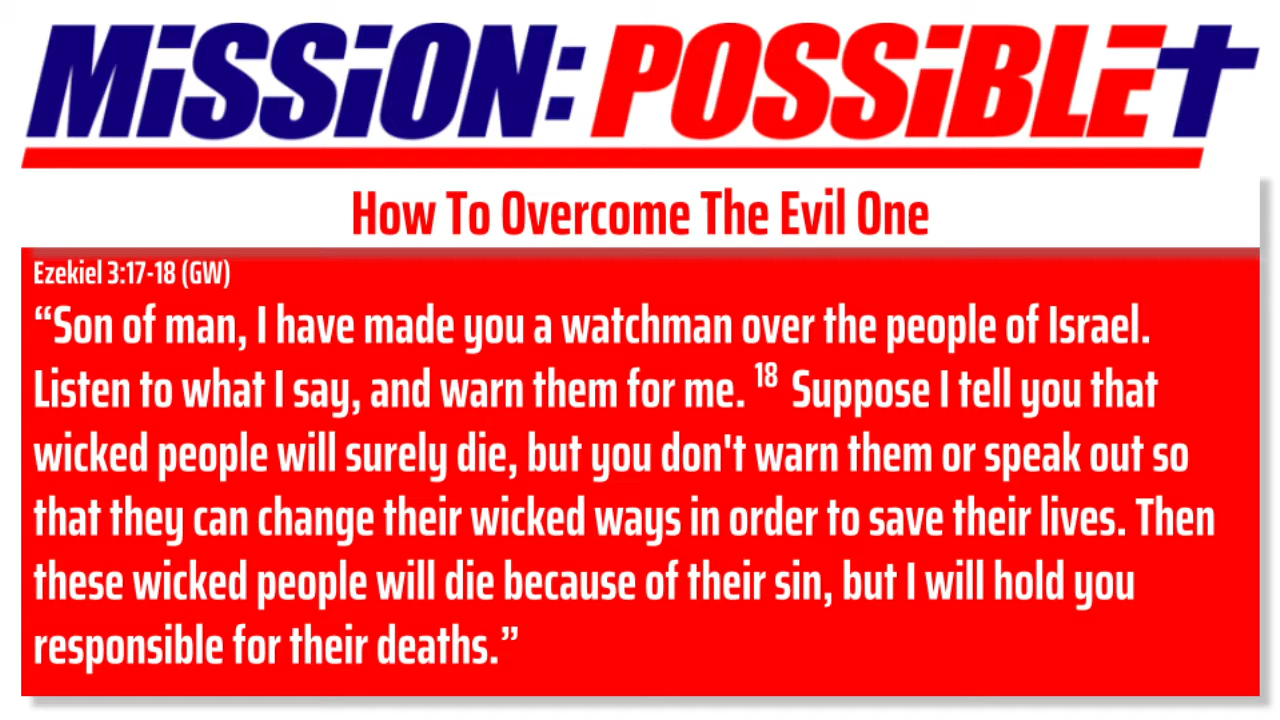 MiSSiON: POSSiBLE
How To Overcome The Evil One
Ezekiel 3:17-18 (GW)
“Son of man, I have made you a watchman over the people of Israel.
Listen to what I say, and warn them for me. 18 Suppose I tell you that
wicked people will surely die, but you don't warn them or speak out so
that they can change their wicked ways in order to save their lives. Then
these wicked people will die because of their sin, but I will hold you
responsible for their deaths.”